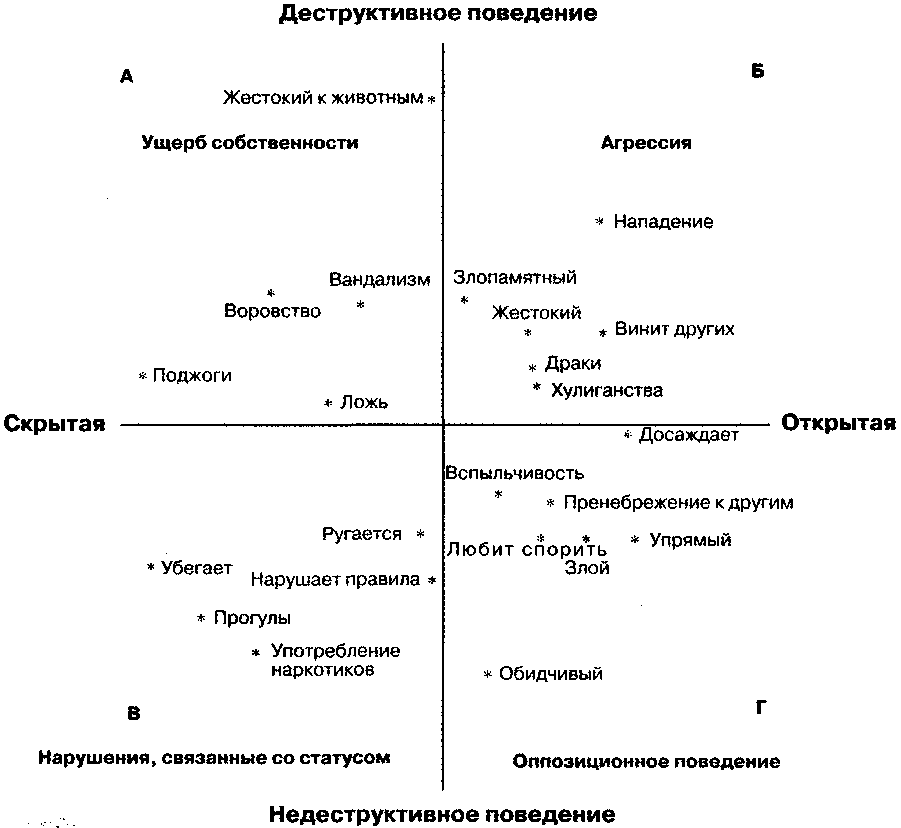 Деструктивное поведение
А
Б
Жестокий к животным
Ущерб собственности
Агрессия
Нападение
Вандализм
Злопамятный
Воровство
Жестокий
Винит других
Драки
Поджоги
Хулиганства
Ложь
Скрытая
Открытая
Досаждает
Вспыльчивость
Пренебрежение к другим
Ругается
Упрямый
Любит спорить
Убегает
Злой
Нарушает правила
Прогулы
Употребление
наркотиков
Обидчивый
В
Г
Нарушения, связанные со статусом
Оппозиционное поведение
Недеструктивное поведение